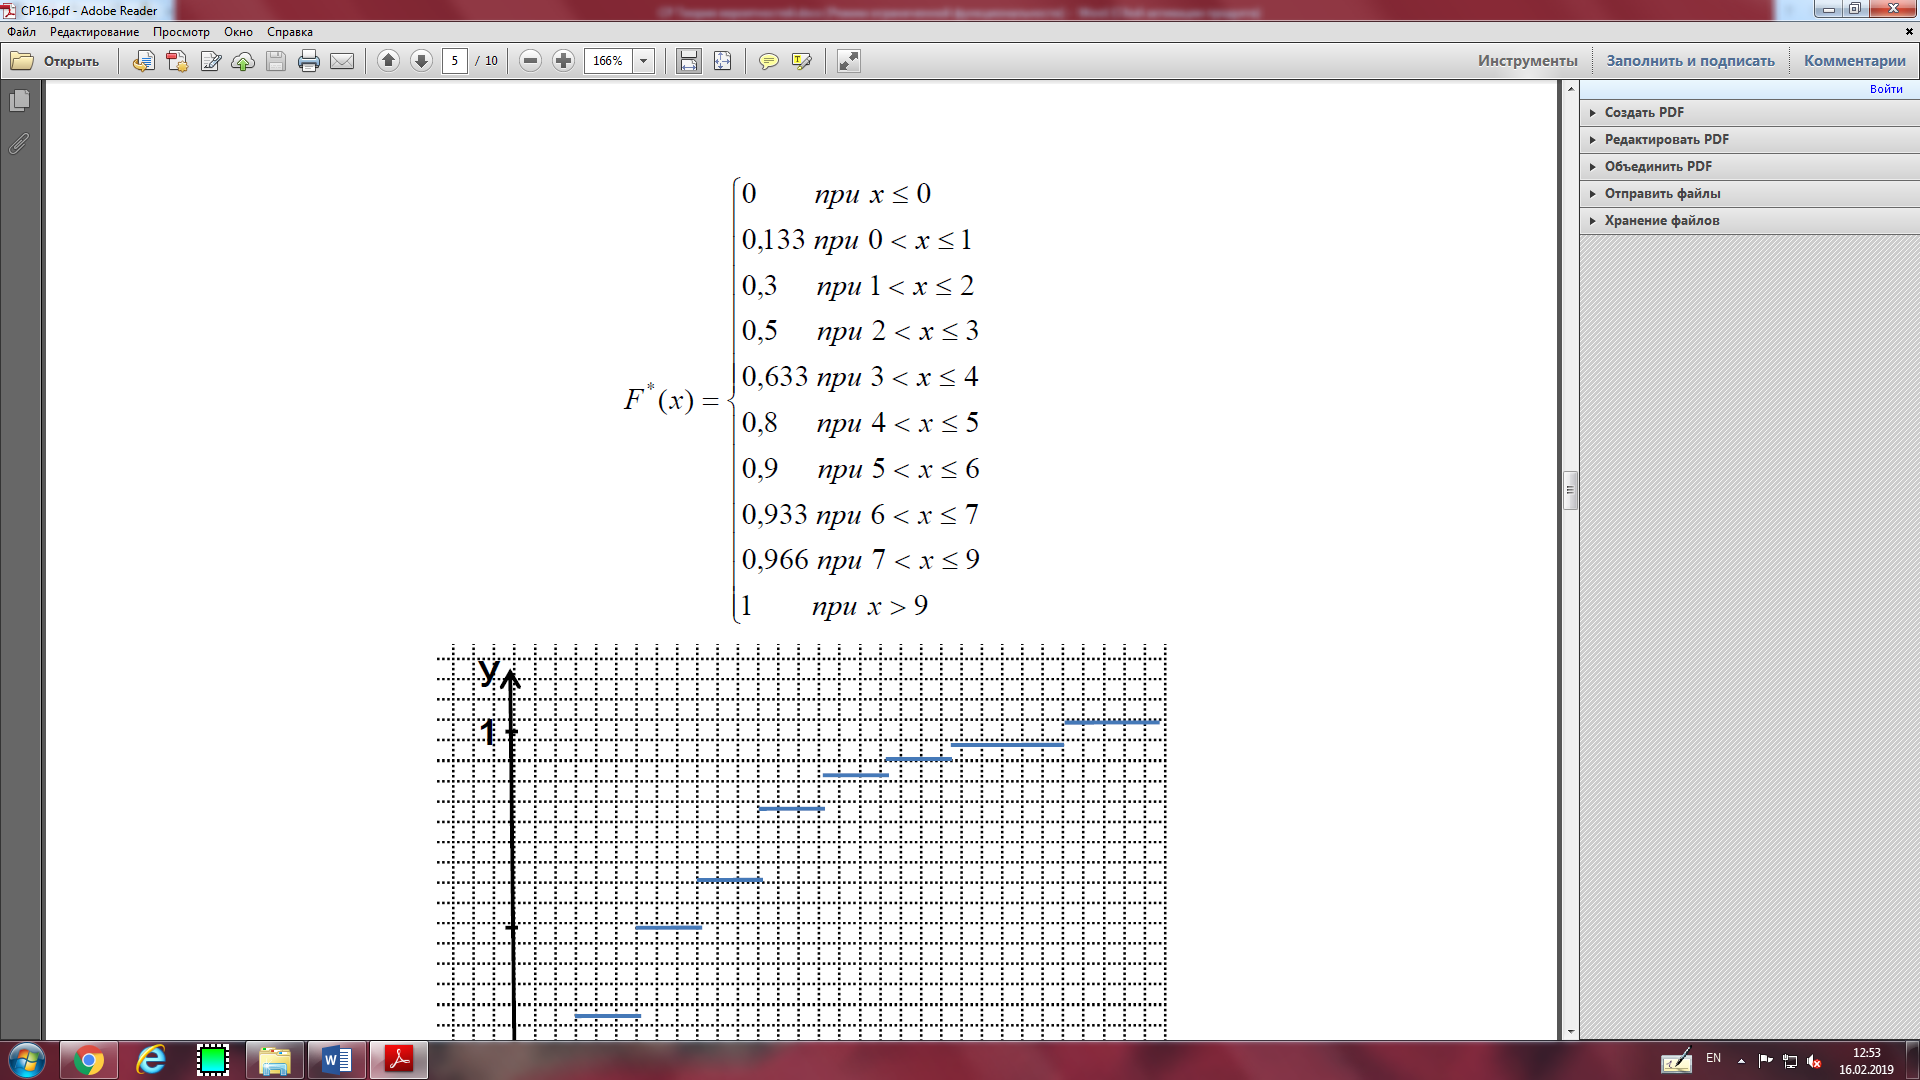 CP16.pdf - Adobe Reader
Файл Редактирование Просмотр Окно Справка
Открыть 5 / 10 166% Инструменты Заполнить и подписать Комментарии
Войти
Создать PDF
Редактировать PDF
Объединить PDF
Отправить файлы
Хранение файлов
0 при x ≤ 0
0,133 при 0 < x ≤ 1
0,3 при 1 < x ≤ 2
0,5 при 2 < x ≤ 3
0,633 при 3 < x ≤ 4
F*(x) =
0,8 при 4 < x ≤ 5
0,9 при 5 < x ≤ 6
0,933 при 6 < x ≤ 7
0,966 при 7 < x ≤ 9
1 при x > 9
У
1
EN
12:53
16.02.2019